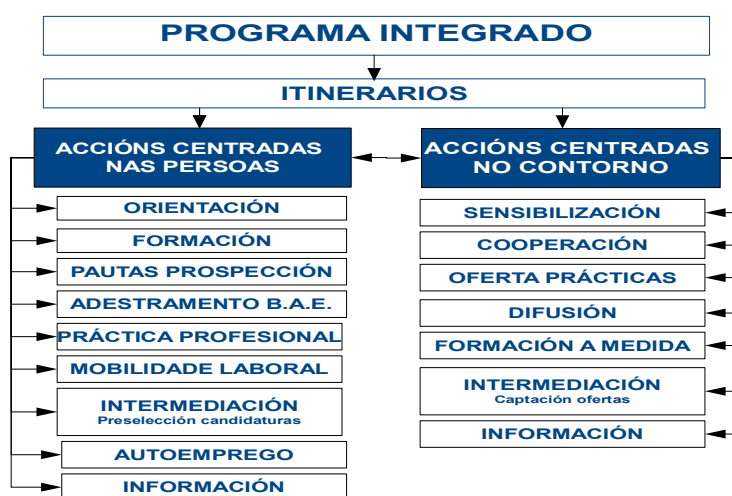 PROGRAMA INTEGRADO
ITINERARIOS
ACCIÓNS CENTRADAS
NAS PERSOAS
ORIENTACIÓN
FORMACIÓN
PAUTAS PROSPECCIÓN
ADESTRAMENTO B.A.E.
PRÁCTICA PROFESIONAL
MOBILIDADE LABORAL
INTERMEDIACIÓN
Preselección candidaturas
AUTOEMPREGO
INFORMACIÓN
ACCIÓNS CENTRADAS
NO CONTORNO
SENSIBILIZACIÓN
COOPERACIÓN
OFERTA PRÁCTICAS
DIFUSIÓN
FORMACIÓN A MEDIDA
INTERMEDIACIÓN
Captación ofertas
INFORMACIÓN